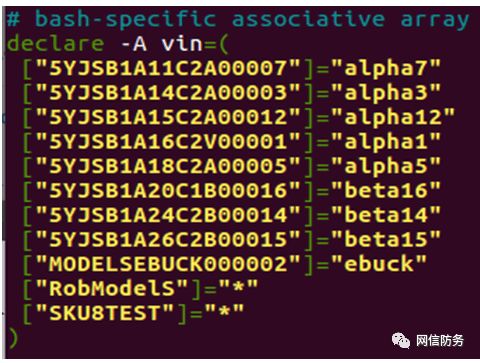 # bash-specific associative array
declare -A vin=(
["5YJSB1A11C2A00007"]="alpha7"
["5YJSB1A14C2A00003"]="alpha3"
["5YJSB1A15C2A00012"]="alpha12"
["5YJSB1A16C2V00001"]="alpha1"
["5YJSB1A18C2A00005"]="alpha5"
["5YJSB1A20C1B00016"]="beta16"
["5YJSB1A24C2B00014"]="beta14"
["5YJSB1A26C2B00015"]="beta15"
["MODELSEBUCK000002"]="ebuck"
["RobModelS"]="*"
["SKU8TEST"]="*"
)
网信防务